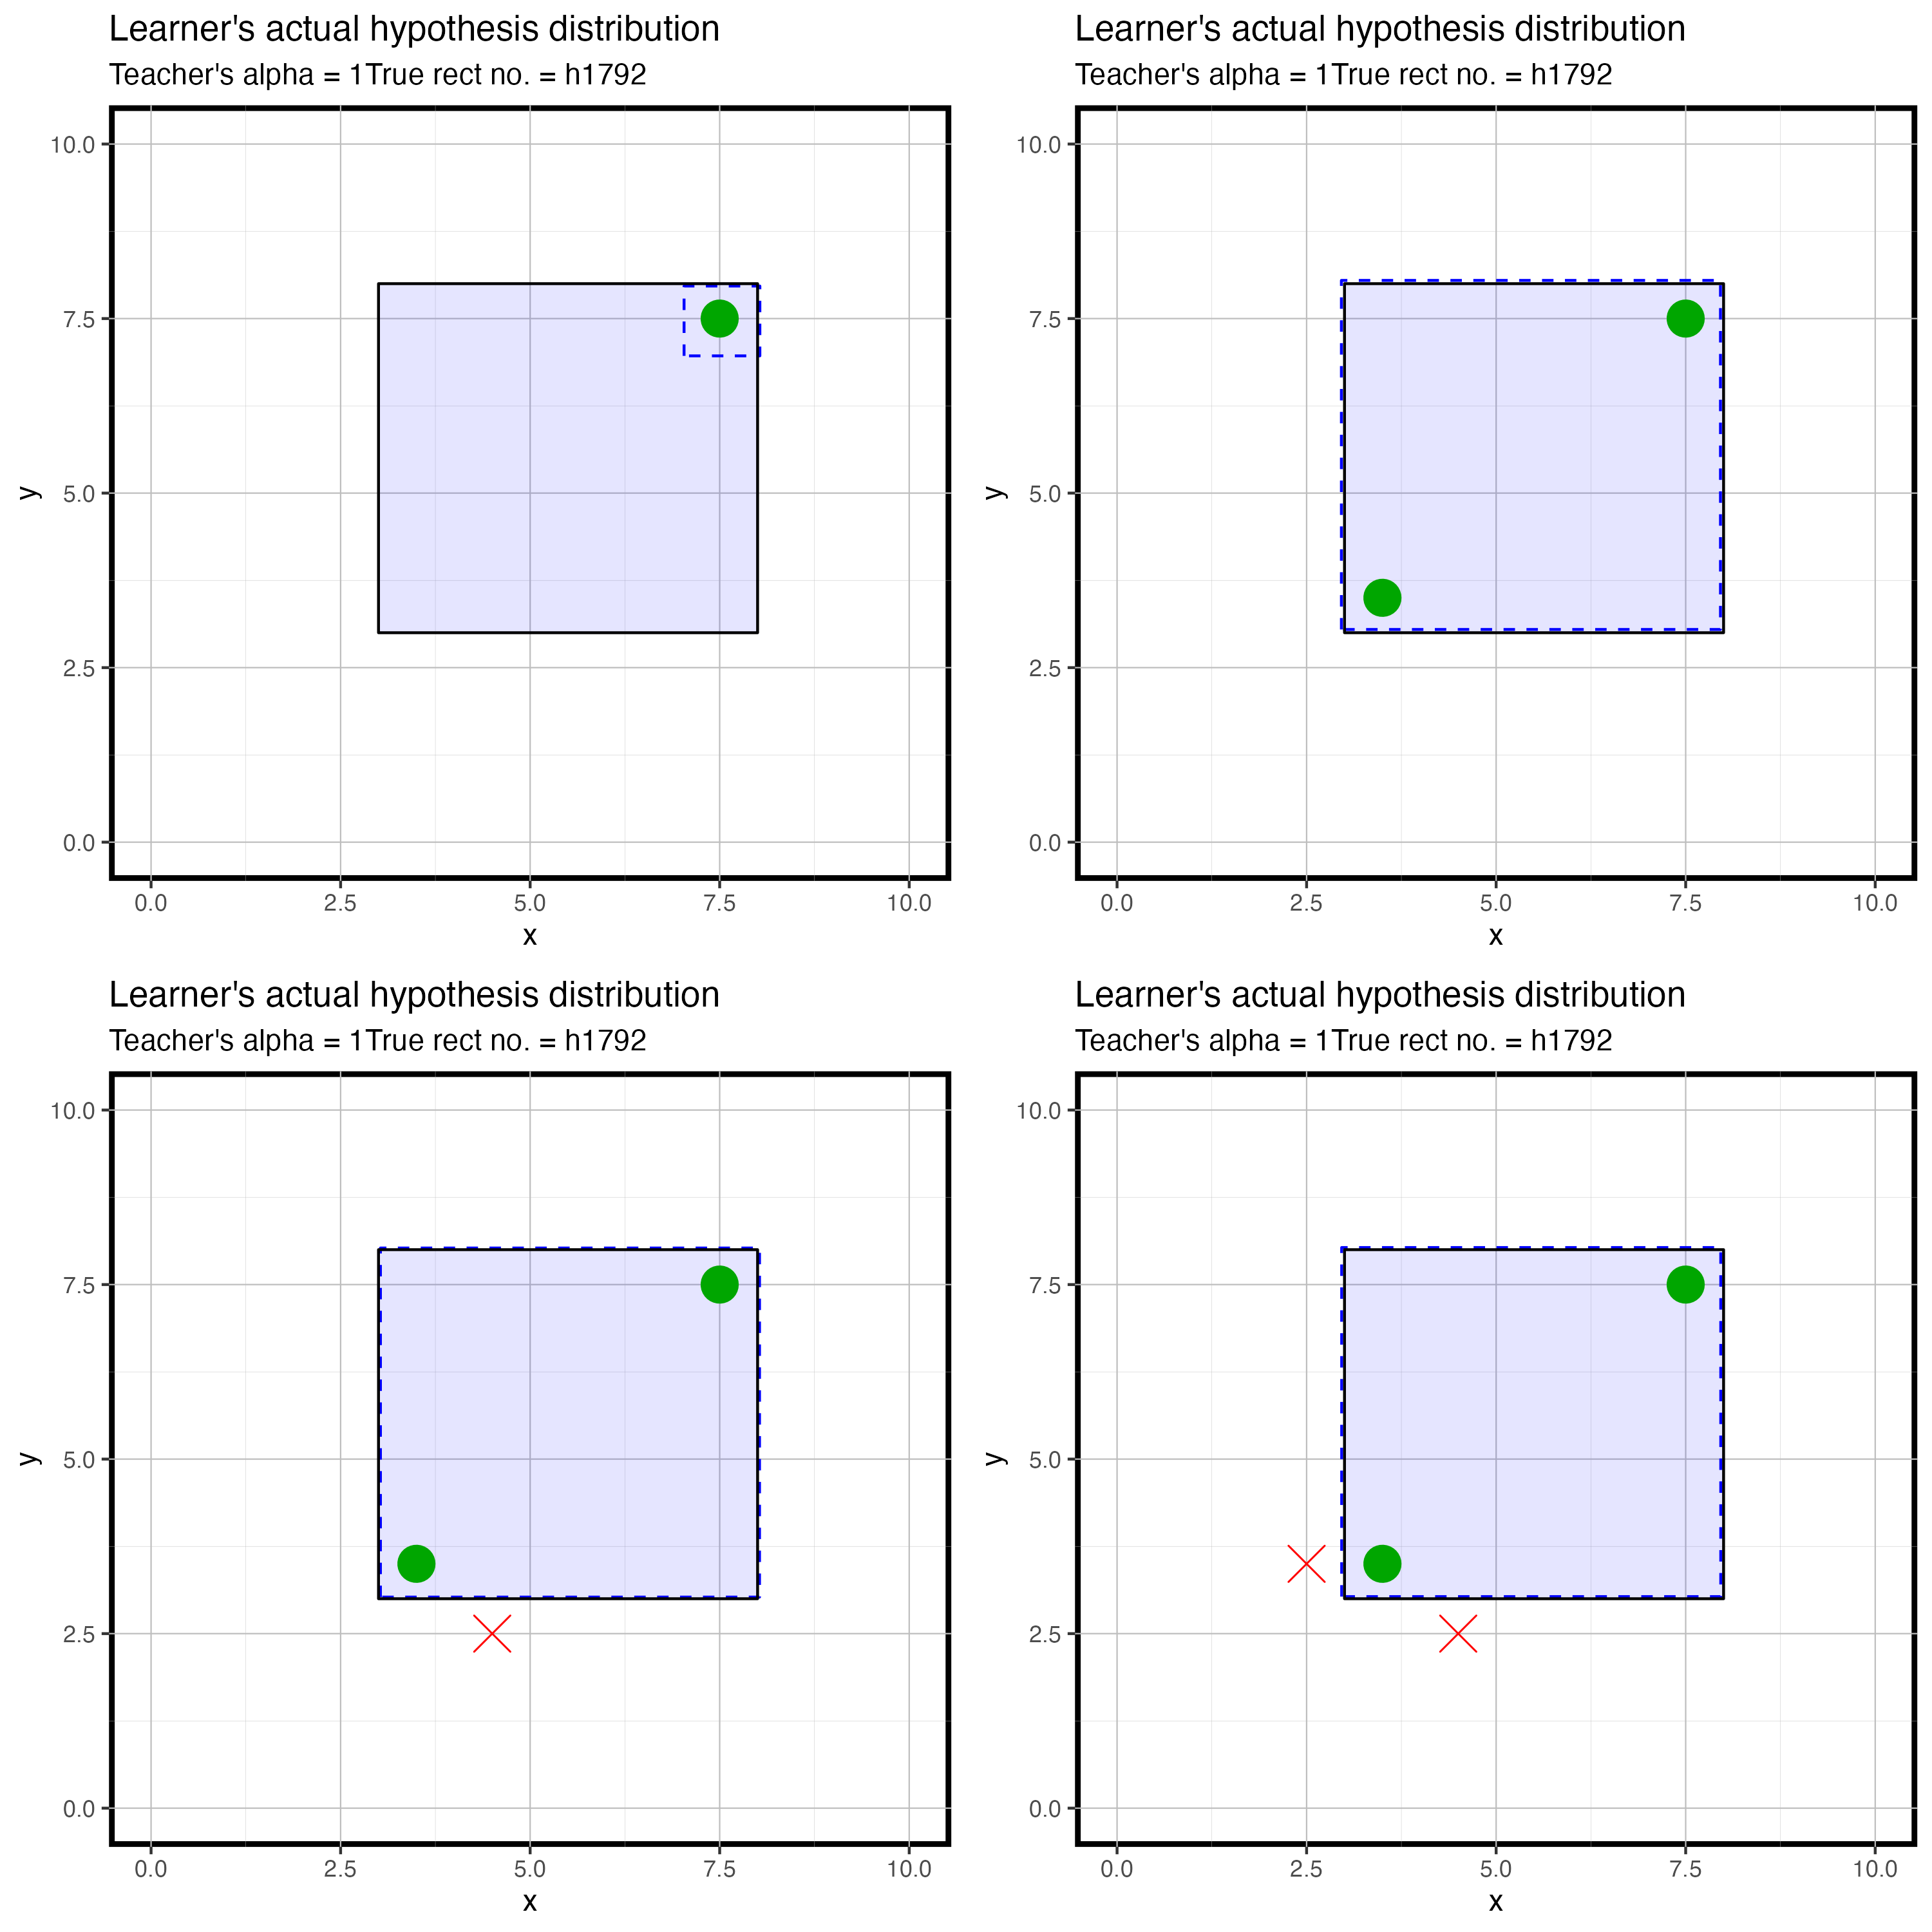 Learner's actual hypothesis distribution
Teacher's alpha = 1True rect no. = h1792
10.0
7.5
5.0
2.5
0.0
y
0.0 2.5 5.0 7.5 10.0
x
Learner's actual hypothesis distribution
Teacher's alpha = 1True rect no. = h1792
10.0
7.5
5.0
2.5
0.0
y
0.0 2.5 5.0 7.5 10.0
x
Learner's actual hypothesis distribution
Teacher's alpha = 1True rect no. = h1792
10.0
7.5
5.0
2.5
0.0
y
0.0 2.5 5.0 7.5 10.0
x
Learner's actual hypothesis distribution
Teacher's alpha = 1True rect no. = h1792
10.0
7.5
5.0
2.5
0.0
y
0.0 2.5 5.0 7.5 10.0
x